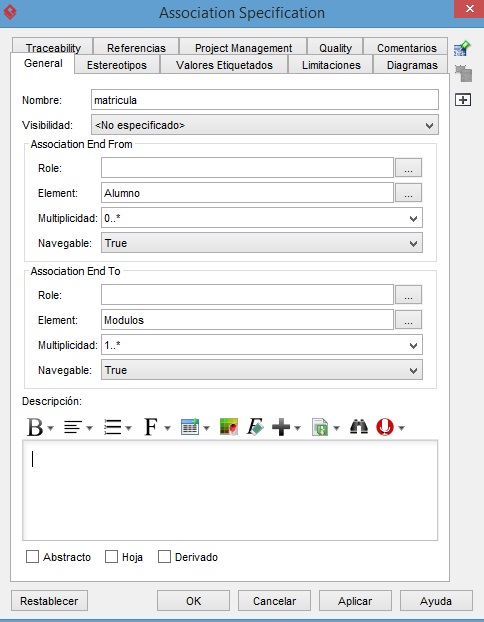 Association Specification
Traceability Referencias Project Management Quality Comentarios
General Estereotipos Valores Etiquetados Limitaciones Diagramas
Nombre: matricula
Visibilidad: <No especificado>
Association End From
Role: ...
Element: Alumno ...
Multiplicidad: 0..*
Navegable: True
Association End To
Role: ...
Element: Modulos ...
Multiplicidad: 1..*
Navegable: True
Descripción:
B F F
Abstracto Hoja Derivado
Restablecer OK Cancelar Aplicar Ayuda